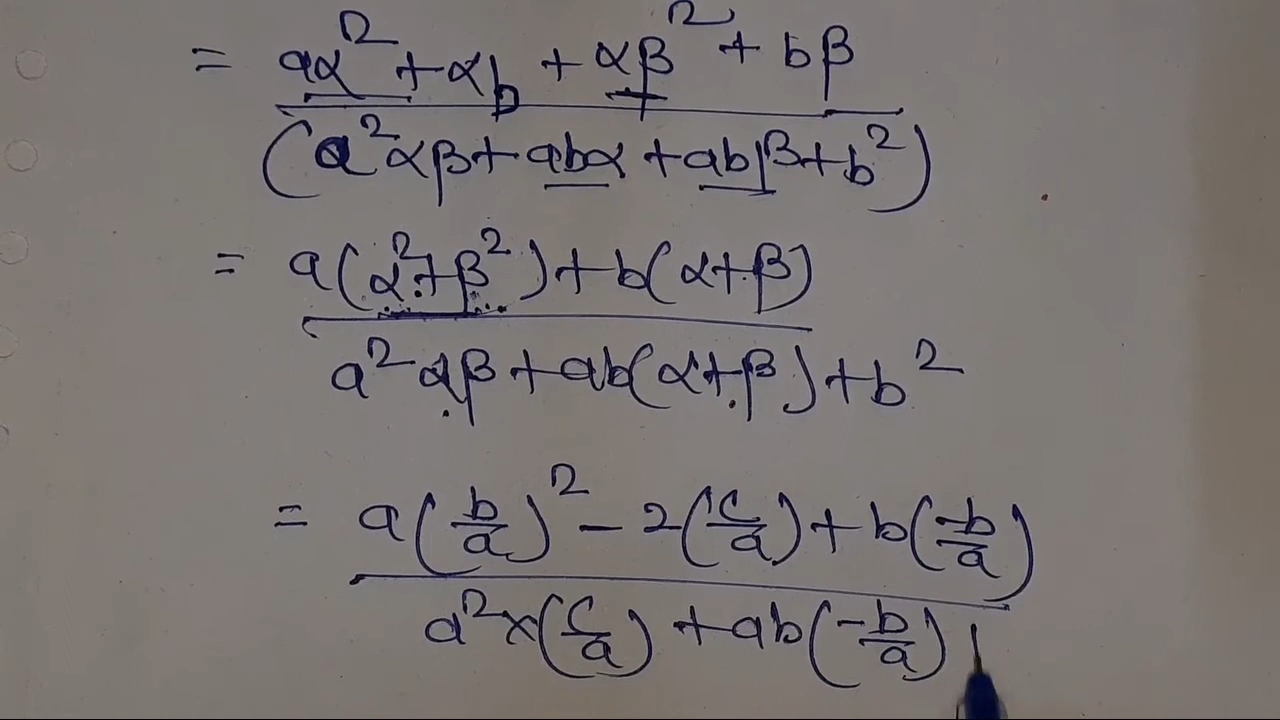 = aα² + αb + αβ² + bβ
(a²αβ + abα + abβ + b²)
= a(α² + β²) + b(α + β)
a²αβ + ab(α + β) + b²
= a(b/a)² - 2(c/a) + b(-b/a)
a² × (c/a) + ab(-b/a)